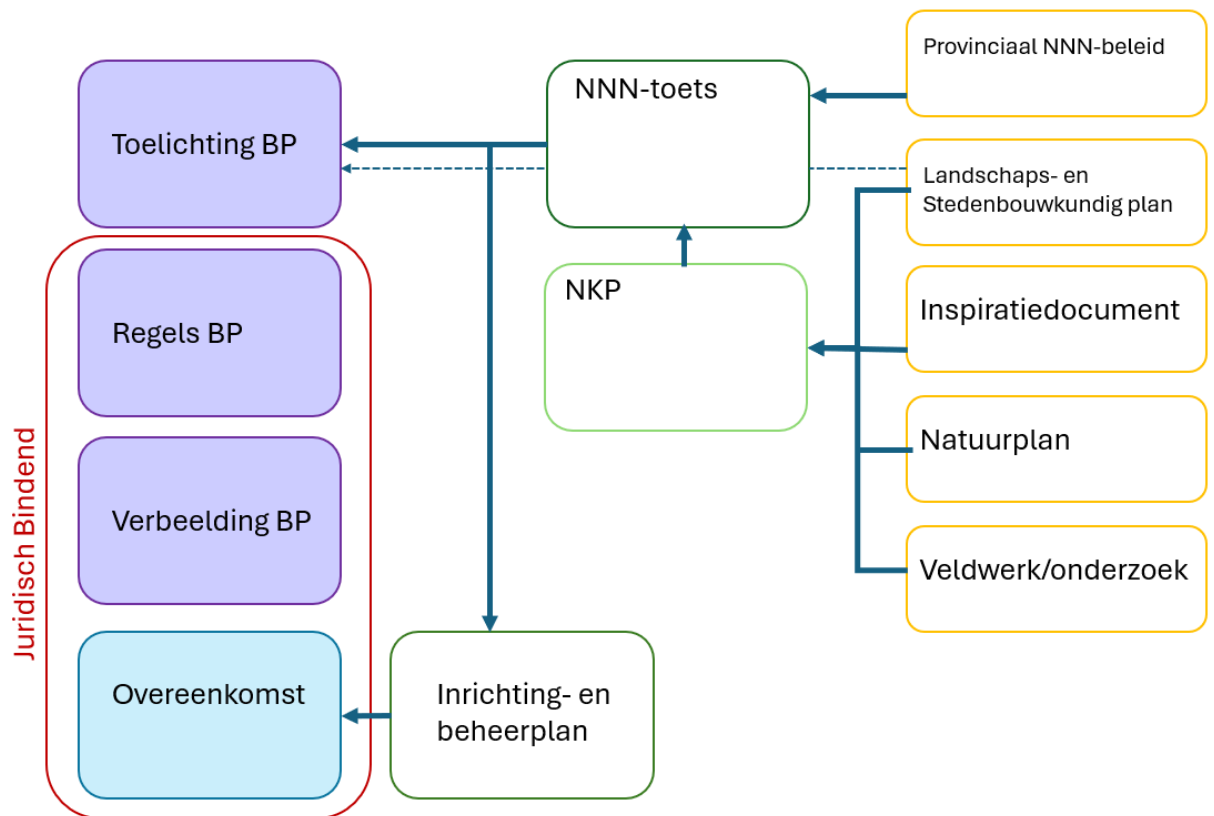 Provinciaal NNN-beleid
NNN-toets
Toelichting BP
Landschaps- en
Stedenbouwkundig plan
NKP
Inspiratiedocument
Regels BP
Natuurplan
Verbeelding BP
Juridisch Bindend
Veldwerk/onderzoek
Overeenkomst
Inrichting- en
beheerplan